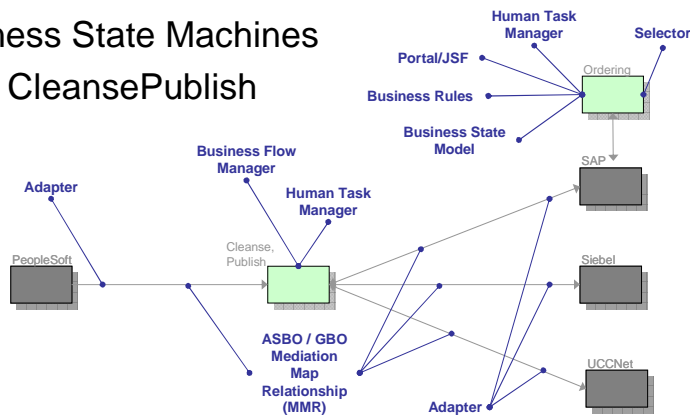 ness State Machines
CleansePublish
Human Task
Manager
Selector
Portal/JSF
Ordering
Business Rules
Business State
Model
Business Flow
Manager
SAP
Adapter
Human Task
Manager
Cleanse,
Publish
PeopleSoft
Siebel
ASBO / GBO
Mediation
Map
Relationship
(MMR)
UCCNet
Adapter